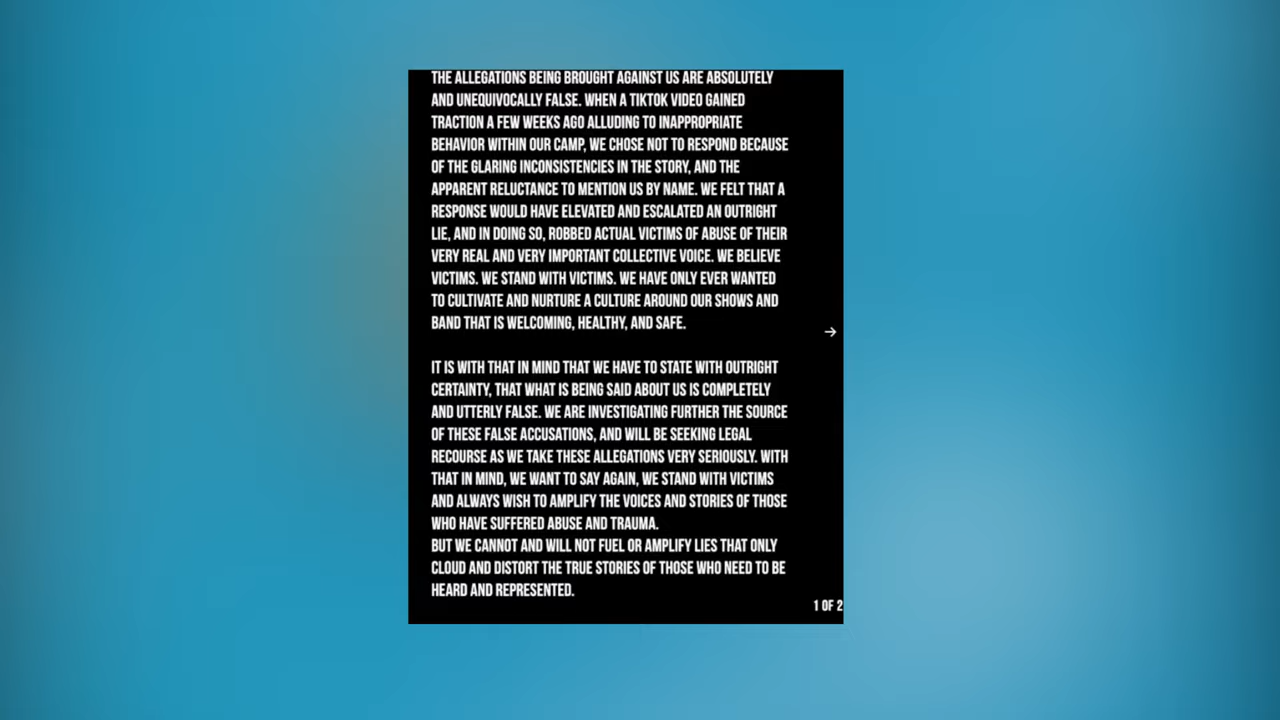 THE ALLEGATIONS BEING BROUGHT AGAINST US ARE ABSOLUTELY
AND UNEQUIVOCALLY FALSE. WHEN A TIKTOK VIDEO GAINED
TRACTION A FEW WEEKS AGO ALLUDING TO INAPPROPRIATE
BEHAVIOR WITHIN OUR CAMP, WE CHOSE NOT TO RESPOND BECAUSE
OF THE GLARING INCONSISTENCIES IN THE STORY, AND THE
APPARENT RELUCTANCE TO MENTION US BY NAME. WE FELT THAT A
RESPONSE WOULD HAVE ELEVATED AND ESCALATED AN OUTRIGHT
LIE, AND IN DOING SO, ROBBED ACTUAL VICTIMS OF ABUSE OF THEIR
VERY REAL AND VERY IMPORTANT COLLECTIVE VOICE. WE BELIEVE
VICTIMS. WE STAND WITH VICTIMS. WE HAVE ONLY EVER WANTED
TO CULTIVATE AND NURTURE A CULTURE AROUND OUR SHOWS AND
BAND THAT IS WELCOMING, HEALTHY, AND SAFE.
IT IS WITH THAT IN MIND THAT WE HAVE TO STATE WITH OUTRIGHT
CERTAINTY, THAT WHAT IS BEING SAID ABOUT US IS COMPLETELY
AND UTTERLY FALSE. WE ARE INVESTIGATING FURTHER THE SOURCE
OF THESE FALSE ACCUSATIONS, AND WILL BE SEEKING LEGAL
RECOURSE AS WE TAKE THESE ALLEGATIONS VERY SERIOUSLY. WITH
THAT IN MIND, WE WANT TO SAY AGAIN, WE STAND WITH VICTIMS
AND ALWAYS WISH TO AMPLIFY THE VOICES AND STORIES OF THOSE
WHO HAVE SUFFERED ABUSE AND TRAUMA.
BUT WE CANNOT AND WILL NOT FUEL OR AMPLIFY LIES THAT ONLY
CLOUD AND DISTORT THE TRUE STORIES OF THOSE WHO NEED TO BE
HEARD AND REPRESENTED.
1 OF 2